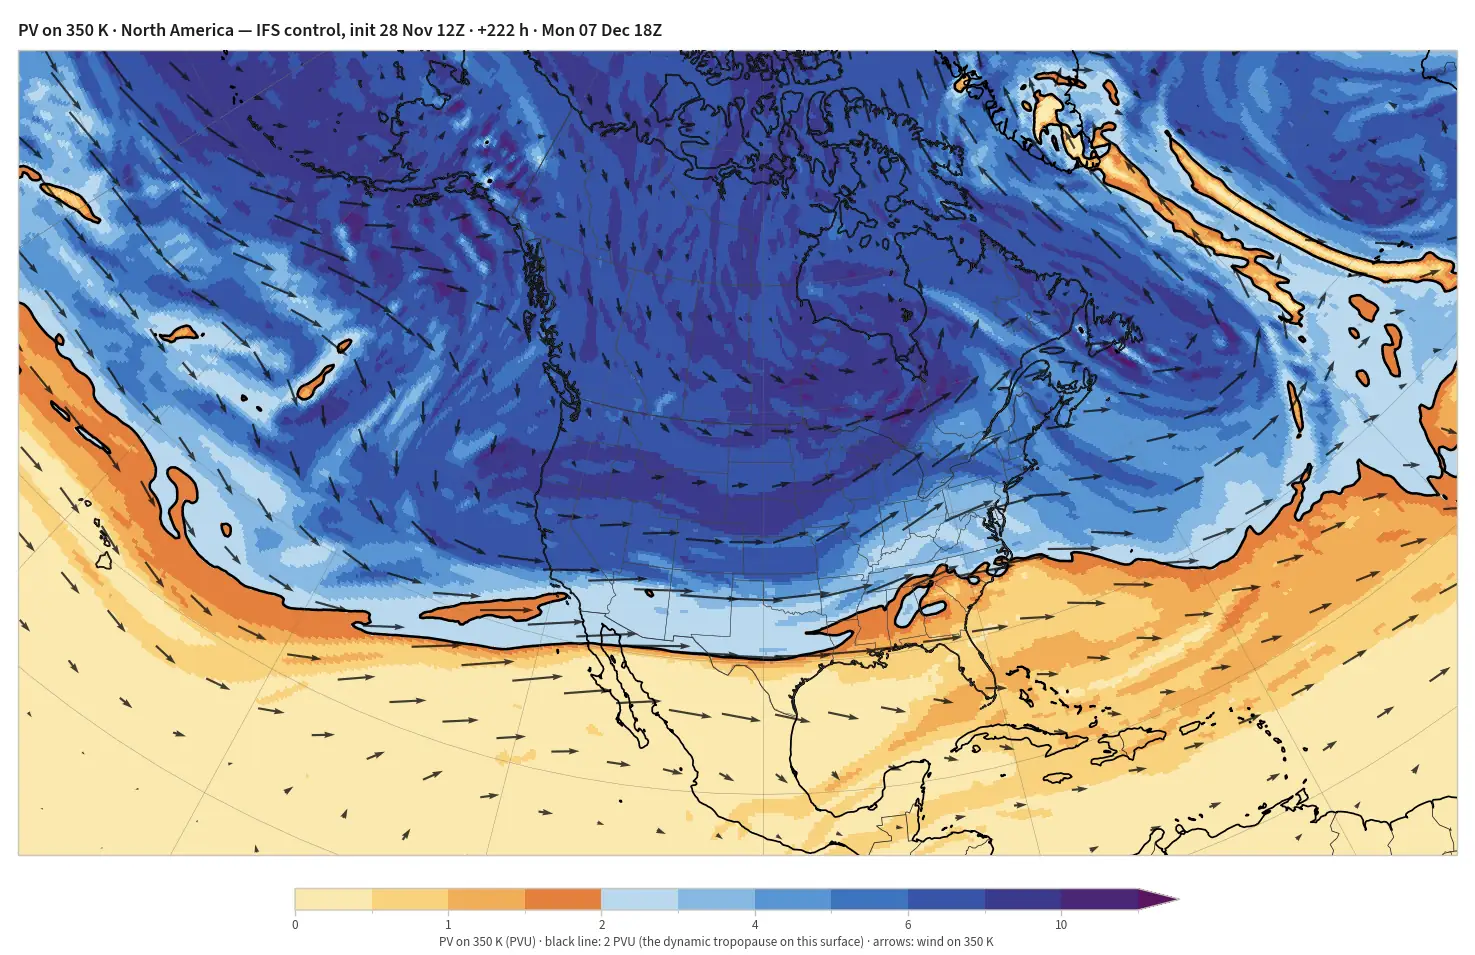 PV on 350 K · North America — IFS control, init 28 Nov 12Z · +222 h · Mon 07 Dec 18Z
0 1 2 4 6 10
PV on 350 K (PVU) · black line: 2 PVU (the dynamic tropopause on this surface) · arrows: wind on 350 K